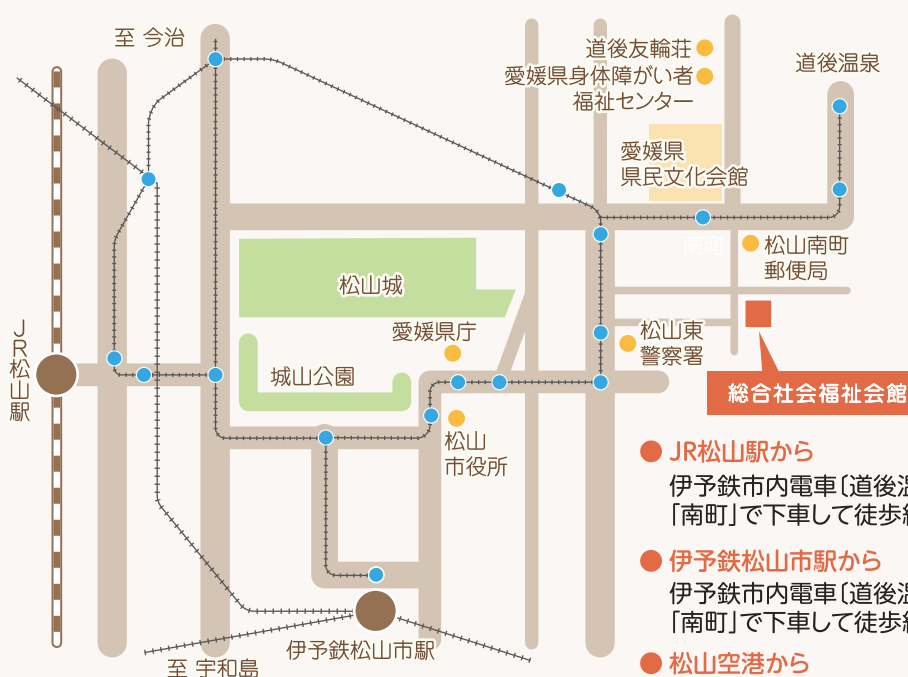 至 今治
道後友輪荘
愛媛県身体障がい者
福祉センター
道後温泉
愛媛県
県民文化会館
南町
松山南町
郵便局
松山城
愛媛県庁
松山東
警察署
JR松山駅
城山公園
総合社会福祉会館
松山
市役所
JR松山駅から
伊予鉄市内電車〔道後温
「南町」で下車して徒歩
伊予鉄松山市駅から
伊予鉄市内電車〔道後温
「南町」で下車して徒歩
伊予鉄松山市駅
至 宇和島
松山空港から